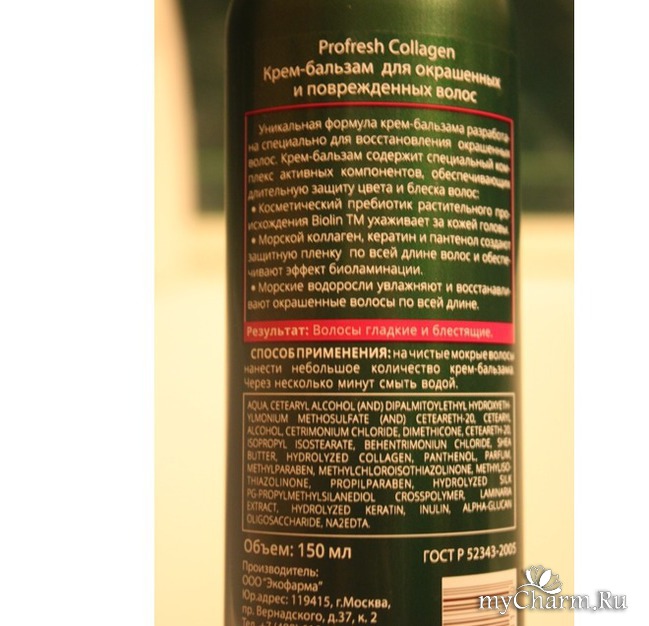 Profresh Collagen
Крем-бальзам для окрашенных
и поврежденных волос
Уникальная формула крем-бальзама разработа-
на специально для восстановления окрашенных
волос. Крем-бальзам содержит специальный ком-
плекс активных компонентов, обеспечивающих
длительную защиту цвета и блеска волос:
• Косметический пребиотик растительного про-
исхождения Biolin TM ухаживает за кожей головы.
• Морской коллаген, кератин и пантенол создают
защитную пленку по всей длине волос и обеспе-
чивают эффект биоламинации.
• Морские водоросли увлажняют и восстанавли-
вают окрашенные волосы по всей длине.
Результат: Волосы гладкие и блестящие.
СПОСОБ ПРИМЕНЕНИЯ: на чистые мокрые волосы
нанести небольшое количество крем-бальзама.
Через несколько минут смыть водой.
AQUA, CETEARYL ALCOHOL (AND) DIPALMITOYLETHYL HYDROXYETH-
YLMONIUM METHOSULFATE (AND) CETEARETH-20, CETEARYL
ALCOHOL, CETRIMONIUM CHLORIDE, DIMETHICONE, CETEARETH-20,
ISOPROPYL ISOSTEARATE, BEHENTRIMONIUN CHLORIDE, SHEA
BUTTER, HYDROLYZED COLLAGEN, PANTHENOL, PARFUM,
METHYLPARABEN, METHYLCHLOROISOTHIAZOLINONE, METHYLISO-
THIAZOLINONE, PROPILPARABEN, HYDROLYZED SILK
PG-PROPYLMETHYLSILANEDIOL CROSSPOLYMER, LAMINARIA
EXTRACT, HYDROLYZED KERATIN, INULIN, ALPHA-GLUCAN
OLIGOSACCHARIDE, NA2EDTA.
Объем: 150 мл
ГОСТ Р 52343-2005
Производитель:
ООО "Экофарма"
Юр.адрес: 119415, г.Москва,
пр. Вернадского, д.37, к. 2
myCharm.Ru